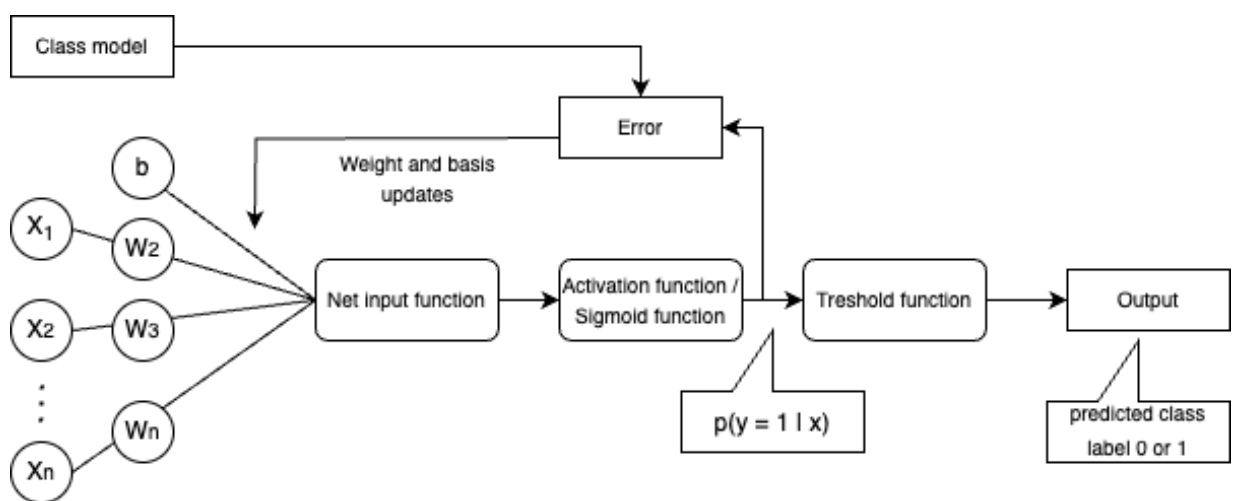 Class model
Error
Weight and basis
updates
b
X1
W2
X2
W3
Xn
Wn
Net input function
Activation function /
Sigmoid function
Treshold function
Output
p(y = 1 | x)
predicted class
label 0 or 1